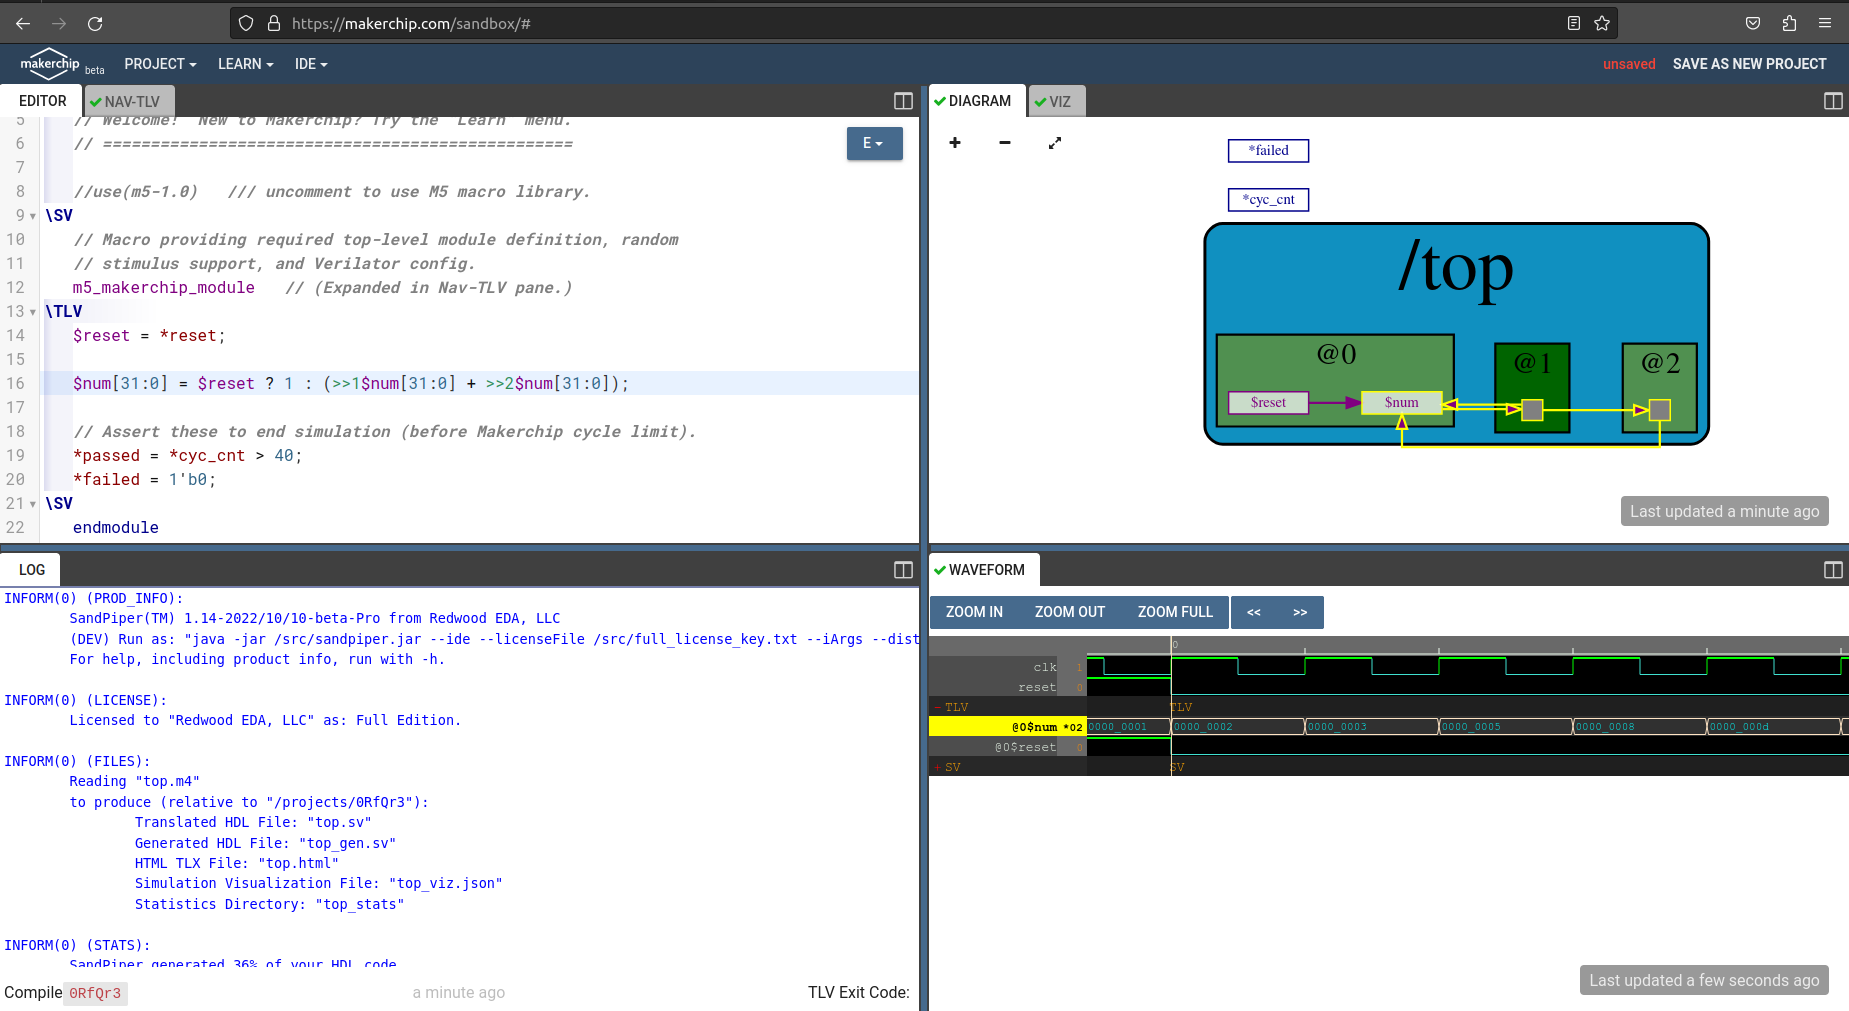 https://makerchip.com/sandbox/#
makerchip beta PROJECT LEARN IDE unsaved SAVE AS NEW PROJECT
EDITOR NAV-TLV
E
5 // Welcome! New to Makerchip? Try the "Learn" menu.
6 // =================================================
7
8 //use(m5-1.0) /// uncomment to use M5 macro library.
9 \SV
10 // Macro providing required top-level module definition, random
11 // stimulus support, and Verilator config.
12 m5_makerchip_module // (Expanded in Nav-TLV pane.)
13 \TLV
14 $reset = *reset;
15
16 $num[31:0] = $reset ? 1 : (>>1$num[31:0] + >>2$num[31:0]);
17
18 // Assert these to end simulation (before Makerchip cycle limit).
19 *passed = *cyc_cnt > 40;
20 *failed = 1'b0;
21 \SV
22 endmodule
DIAGRAM VIZ
*failed
*cyc_cnt
/top
@0 @1 @2
$reset $num
Last updated a minute ago
LOG
INFORM(0) (PROD_INFO):
SandPiper(TM) 1.14-2022/10/10-beta-Pro from Redwood EDA, LLC
(DEV) Run as: "java -jar /src/sandpiper.jar --ide --licenseFile /src/full_license_key.txt --iArgs --dist
For help, including product info, run with -h.
INFORM(0) (LICENSE):
Licensed to "Redwood EDA, LLC" as: Full Edition.
INFORM(0) (FILES):
Reading "top.m4"
to produce (relative to "/projects/0RfQr3"):
Translated HDL File: "top.sv"
Generated HDL File: "top_gen.sv"
HTML TLX File: "top.html"
Simulation Visualization File: "top_viz.json"
Statistics Directory: "top_stats"
INFORM(0) (STATS):
SandPiper generated 36% of your HDL code
Compile 0RfQr3 a minute ago TLV Exit Code:
WAVEFORM
ZOOM IN ZOOM OUT ZOOM FULL << >>
0
clk 1
reset 0
- TLV TLV
@0$num *02 0000_0001 0000_0002 0000_0003 0000_0005 0000_0008 0000_000d
@0$reset 0
+ SV SV
Last updated a few seconds ago